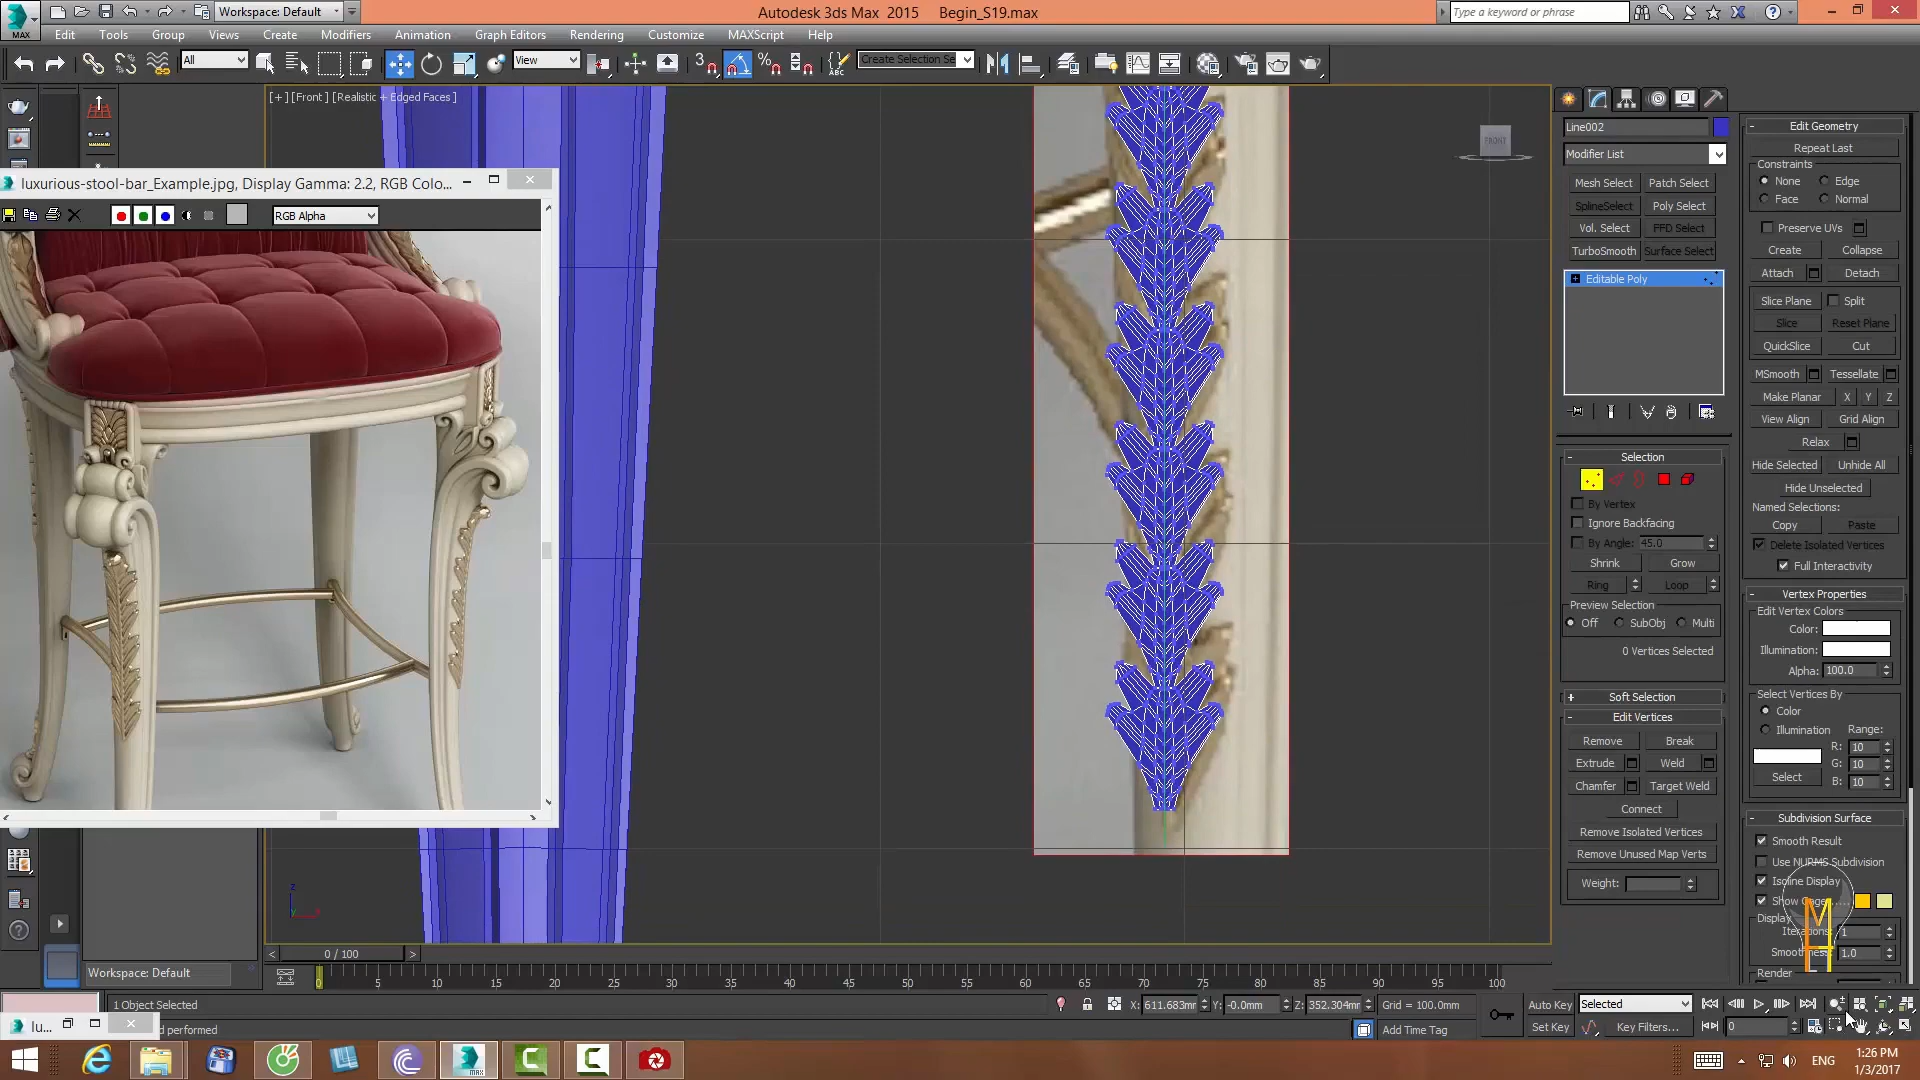 Workspace: Default
Autodesk 3ds Max 2015 Begin_S19.max
Type a keyword or phrase
MAX
Edit Tools Group Views Create Modifiers Animation Graph Editors Rendering Customize MAXScript Help
All
View
3
ABC
Create Selection Se
[+] [Front] [Realistic + Edged Faces]
FRONT
luxurious-stool-bar_Example.jpg, Display Gamma: 2.2, RGB Colo...
RGB Alpha
Line002
Modifier List
Mesh Select Patch Select
SplineSelect Poly Select
Vol. Select FFD Select
TurboSmooth Surface Select
Editable Poly
Selection
By Vertex
Ignore Backfacing
By Angle: 45.0
Shrink Grow
Ring Loop
Preview Selection
Off SubObj Multi
0 Vertices Selected
Soft Selection
Edit Vertices
Remove Break
Extrude Weld
Chamfer Target Weld
Connect
Remove Isolated Vertices
Remove Unused Map Verts
Weight:
Edit Geometry
Repeat Last
Constraints
None Edge
Face Normal
Preserve UVs
Create Collapse
Attach Detach
Slice Plane Split
Slice Reset Plane
QuickSlice Cut
MSmooth Tessellate
Make Planar X Y Z
View Align Grid Align
Relax
Hide Selected Unhide All
Hide Unselected
Named Selections:
Copy Paste
Delete Isolated Vertices
Full Interactivity
Vertex Properties
Edit Vertex Colors
Color:
Illumination:
Alpha: 100.0
Select Vertices By
Color
Illumination Range:
R: 10
G: 10
Select B: 10
Subdivision Surface
Smooth Result
Use NURMS Subdivision
Isoline Display
Display
1
1.0
Render
z
Workspace: Default
0 / 100
0 5 10 15 20 25 30 35 40 45 50 55 60 65 70 75 80 85 90 95 100
1 Object Selected
X: 611.683mr Y: -0.0mm Z: 352.304mr Grid = 100.0mm
Auto Key Selected
lu...
d performed
Add Time Tag
Set Key Key Filters... 0
MAX
ENG
1:26 PM
1/3/2017